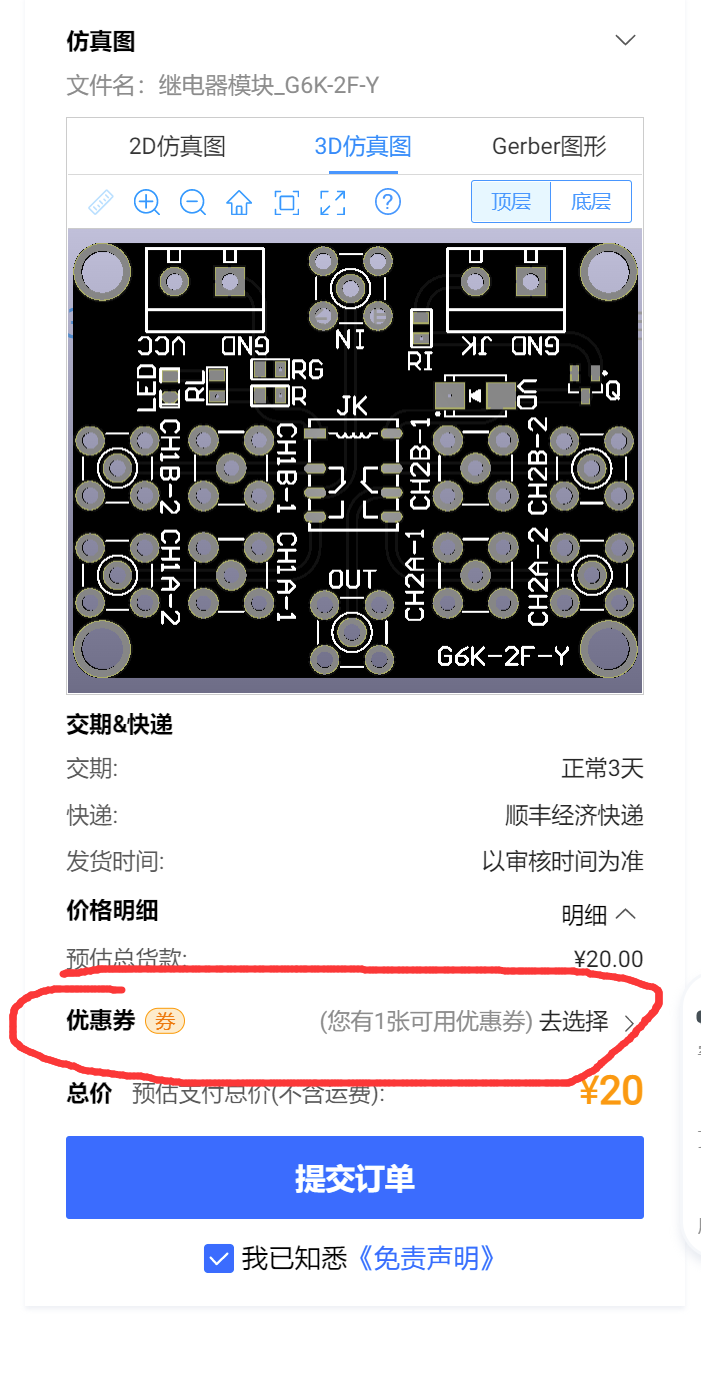 仿真图
文件名：继电器模块_G6K-2F-Y
2D仿真图 3D仿真图 Gerber图形
顶层 底层
VCC GND IN RI JK GND
LED RL RG
R
JK VD Q
CH1B-2 CH1B-1 CH2B-1 CH2B-2
CH1A-2 CH1A-1 CH2A-1 CH2A-2
OUT
G6K-2F-Y
交期&快递
交期: 正常3天
快递: 顺丰经济快递
发货时间: 以审核时间为准
价格明细 明细
预估总货款: ¥20.00
优惠券 券 (您有1张可用优惠券) 去选择
总价 预估支付总价(不含运费): ¥20
提交订单
我已知悉《免责声明》